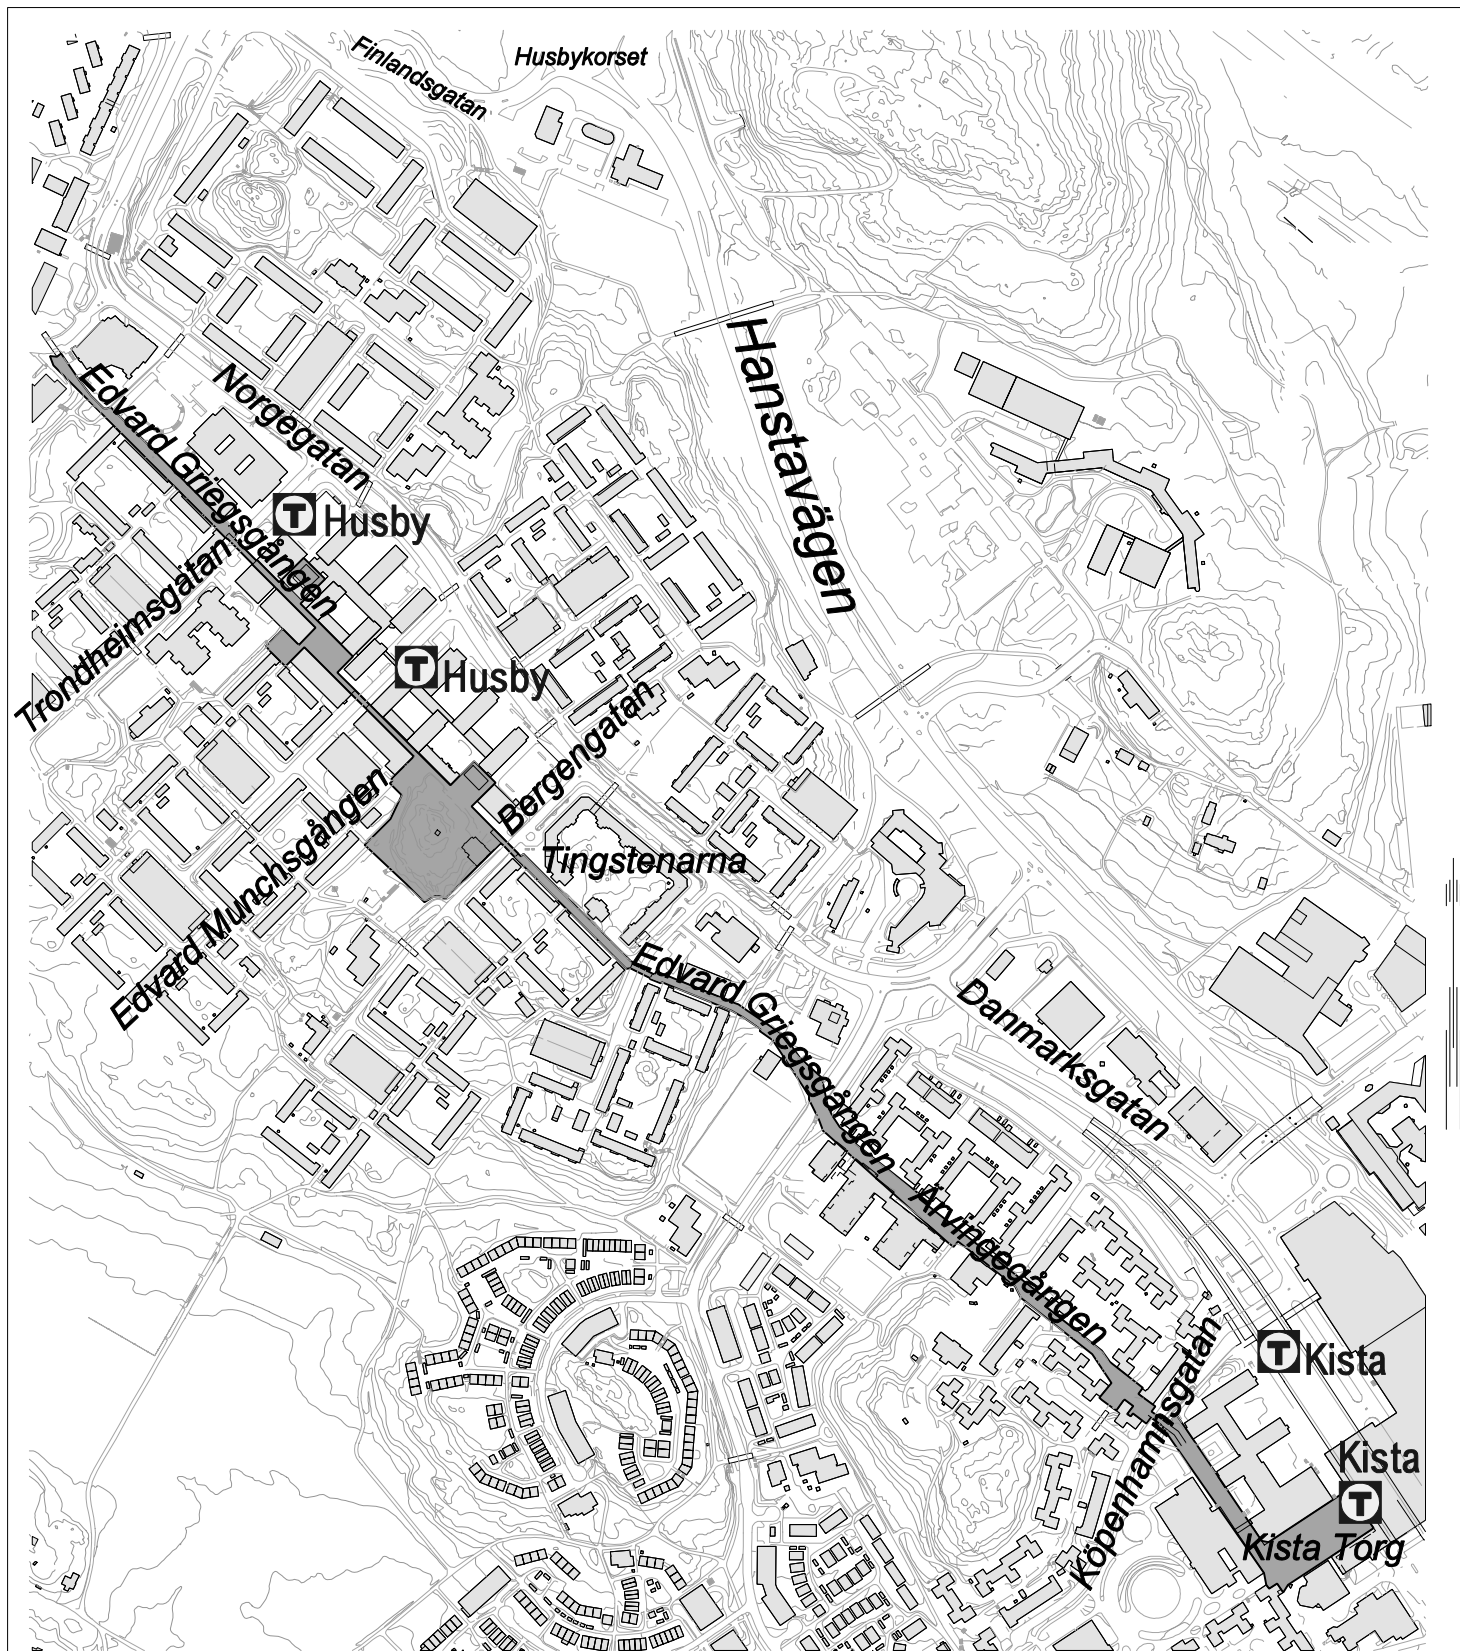 Finlandsgatan
Husbykorset
Hanstavägen
Norgegatan
Edvard Griegsgången
T Husby
Trondheimsgatan
T Husby
Bergengatan
Edvard Munchsgången
Tingstenarna
Edvard Griegsgången
Danmarksgatan
Ärvingegången
Köpenhamnsgatan
T Kista
Kista
T
Kista Torg